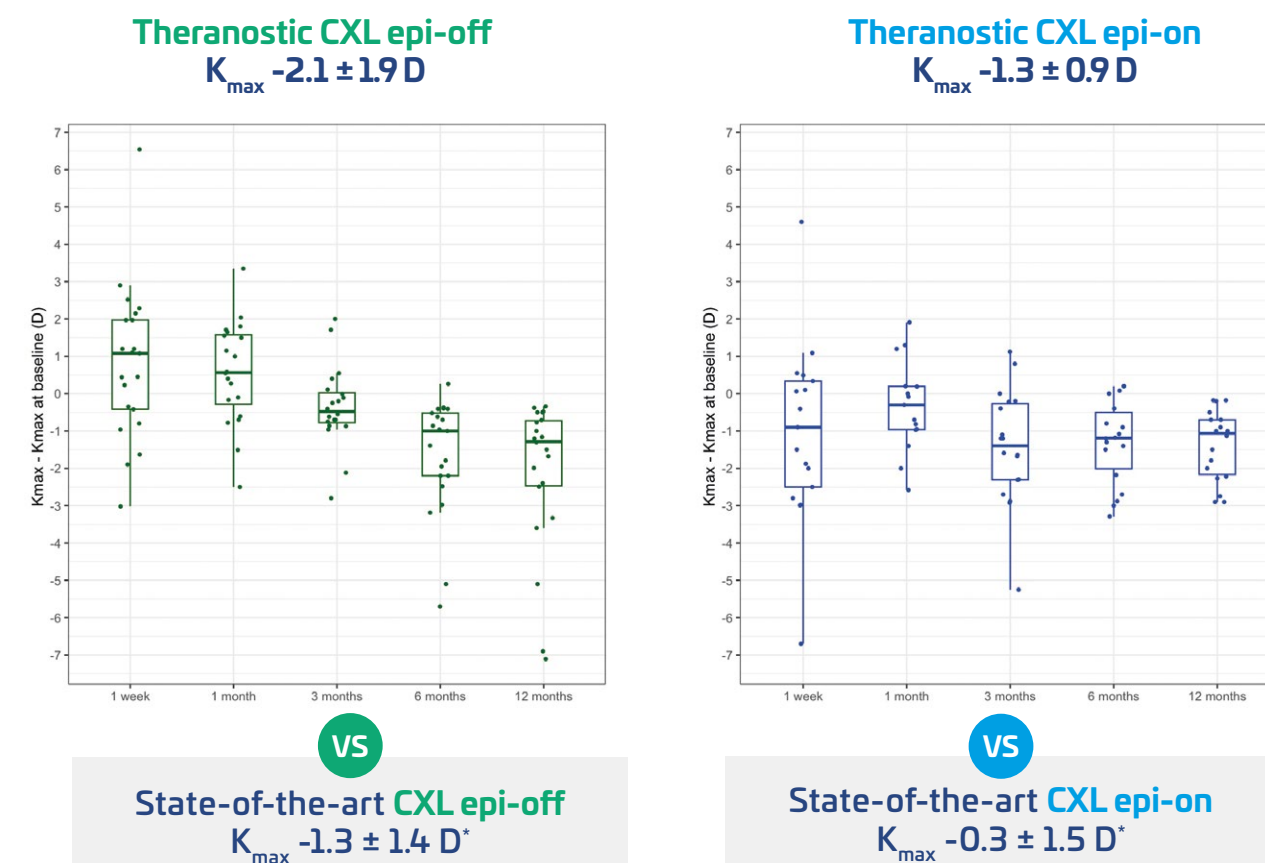 Theranostic CXL epi-off
Kmax -2.1 ± 1.9 D
Kmax - Kmax at baseline (D)
7
6
5
4
3
2
1
0
-1
-2
-3
-4
-5
-6
-7
1 week 1 month 3 months 6 months 12 months
VS
State-of-the-art CXL epi-off
Kmax -1.3 ± 1.4 D*
Theranostic CXL epi-on
Kmax -1.3 ± 0.9 D
Kmax - Kmax at baseline (D)
7
6
5
4
3
2
1
0
-1
-2
-3
-4
-5
-6
-7
1 week 1 month 3 months 6 months 12 months
VS
State-of-the-art CXL epi-on
Kmax -0.3 ± 1.5 D*